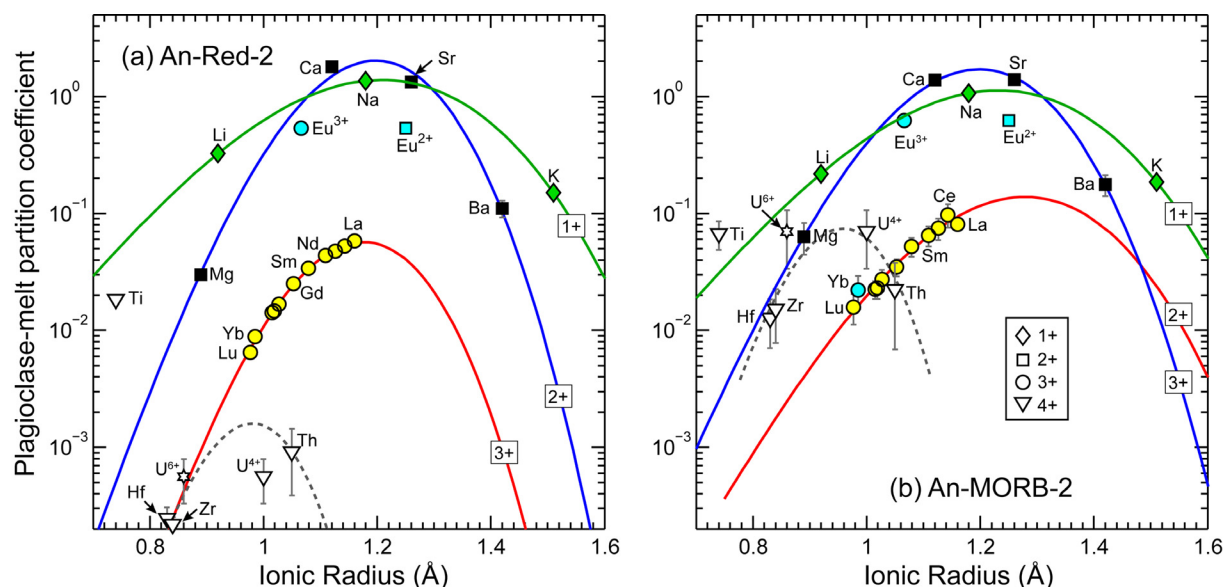 Plagioclase-melt partition coefficient
(a) An-Red-2
10⁰
10⁻¹
10⁻²
10⁻³
Ca
Sr
Na
Li
Eu³⁺
Eu²⁺
K
Ba
1+
La
Nd
Mg
Sm
Gd
Ti
Yb
Lu
2+
Th
3+
U⁶⁺
U⁴⁺
Hf
Zr
0.8 1 1.2 1.4 1.6
Ionic Radius (Å)
10⁰
10⁻¹
10⁻²
10⁻³
Sr
Ca
Na
Eu³⁺
Eu²⁺
Li
K
Ba
U⁶⁺
Ce
1+
Ti
Mg
U⁴⁺
La
Sm
Yb
Th
Hf
Zr
Lu
2+
3+
1+
2+
3+
4+
(b) An-MORB-2
0.8 1 1.2 1.4 1.6
Ionic Radius (Å)